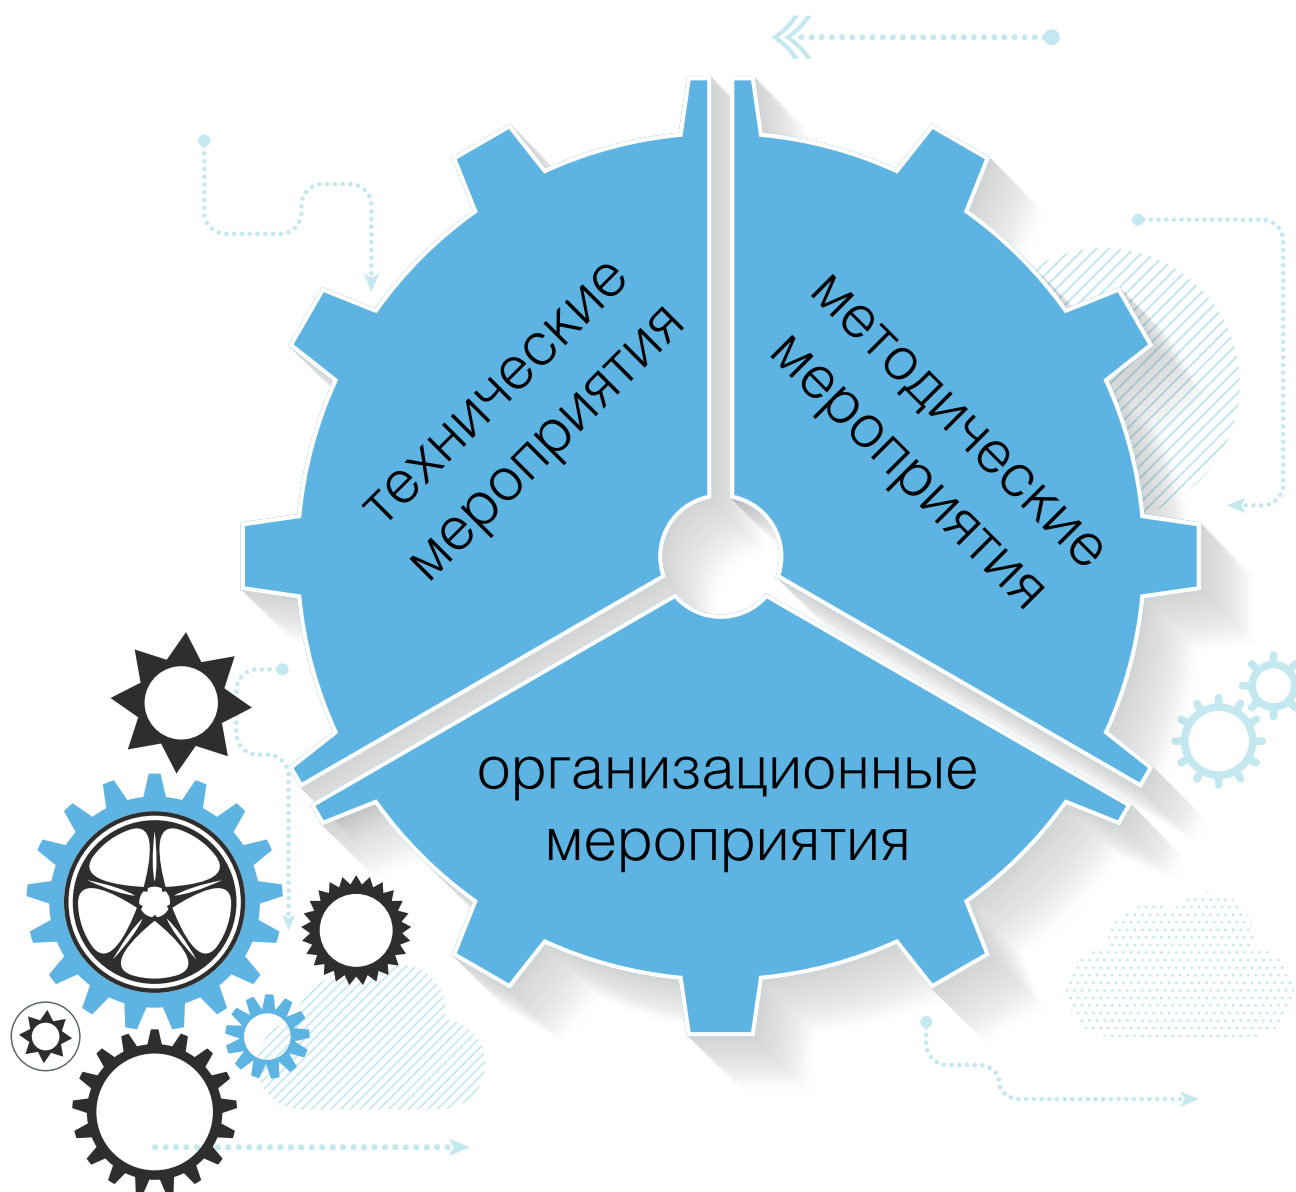 технические
мероприятия
методические
мероприятия
организационные
мероприятия